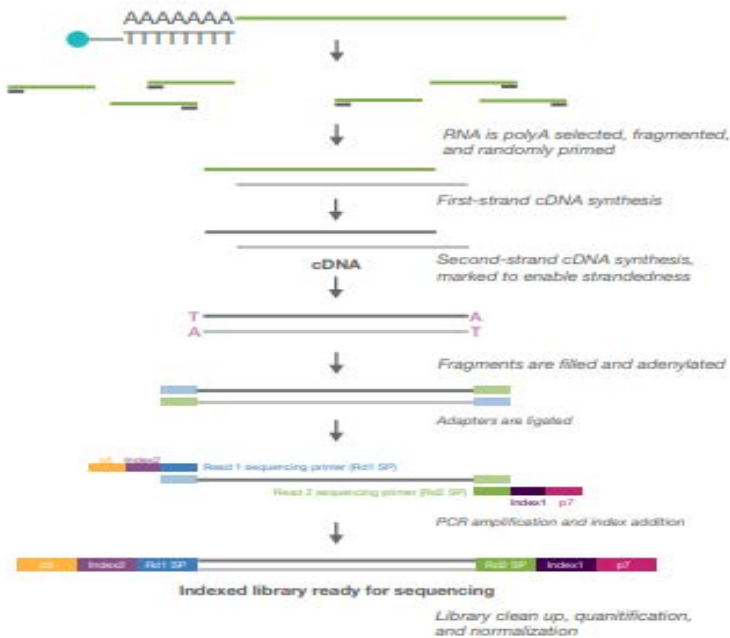 AAAAAAA
TTTTTTTT
RNA is polyA selected, fragmented,
and randomly primed
First-strand cDNA synthesis
cDNA
Second-strand cDNA synthesis,
marked to enable strandedness
T A
A T
Fragments are filled and adenylated
Adapters are ligated
p5 Index2
Read 1 sequencing primer (Rd1 SP)
Read 2 sequencing primer (Rd2 SP)
Index1 p7
PCR amplification and index addition
p5 Index2 Rd1 SP Rd2 SP Index1 p7
Indexed library ready for sequencing
Library clean up, quanitification,
and normalization